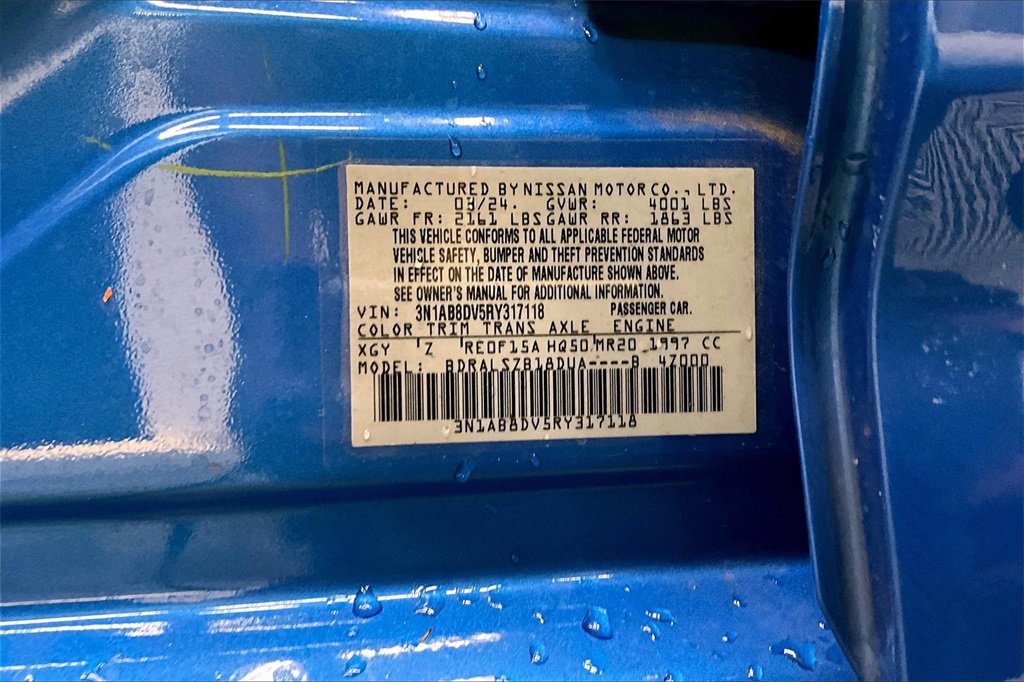 MANUFACTURED BY NISSAN MOTOR CO., LTD.
DATE: 03/24. GVWR: 4001 LBS
GAWR FR: 2161 LBS GAWR RR: 1863 LBS
THIS VEHICLE CONFORMS TO ALL APPLICABLE FEDERAL MOTOR
VEHICLE SAFETY, BUMPER AND THEFT PREVENTION STANDARDS
IN EFFECT ON THE DATE OF MANUFACTURE SHOWN ABOVE.
SEE OWNER'S MANUAL FOR ADDITIONAL INFORMATION.
VIN: 3N1AB8DV5RY317118 PASSENGER CAR.
COLOR TRIM TRANS AXLE ENGINE
XGY Z RE0F15A HQ50 MR20 1997 CC
MODEL: BDRALSZB18DUA----B 4Z000
3N1AB8DV5RY317118